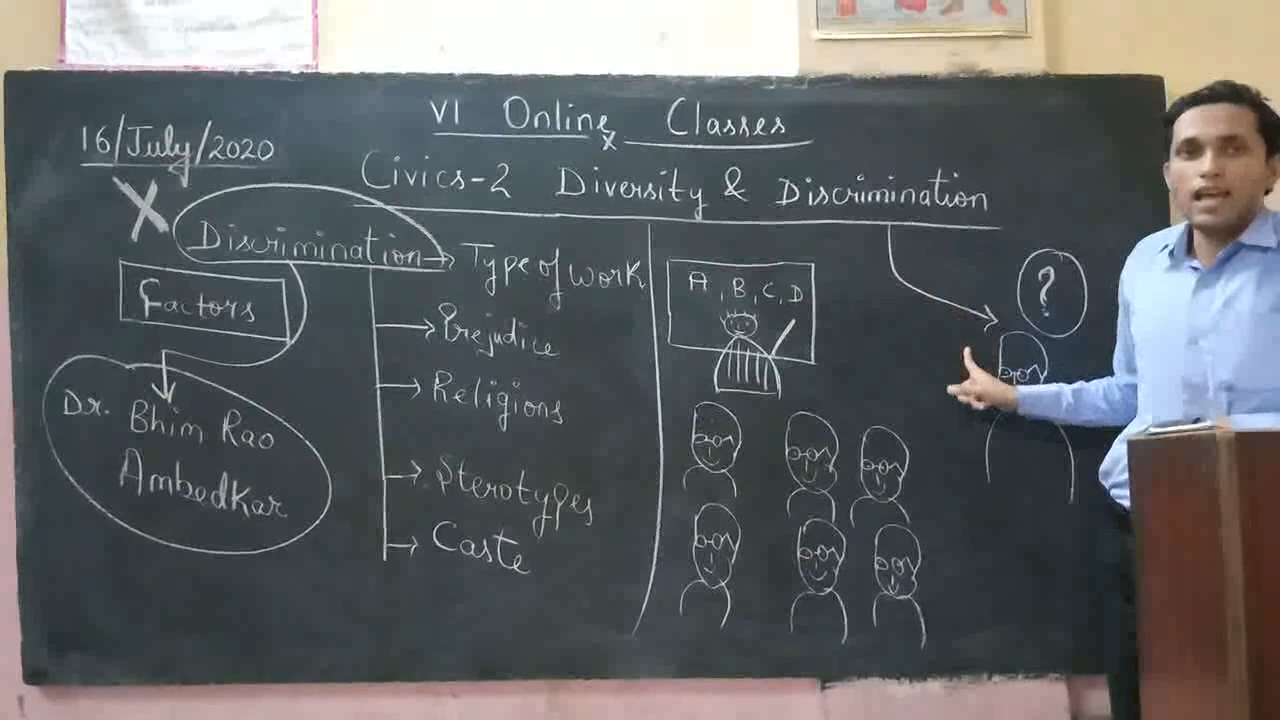 VI Online Classes
16/July/2020
Civics-2 Diversity & Discrimination
X
Discrimination
Type of work
Factors
Prejudice
Religions
Sterotypes
Caste
Dr. Bhim Rao
Ambedkar
A, B, C, D
?